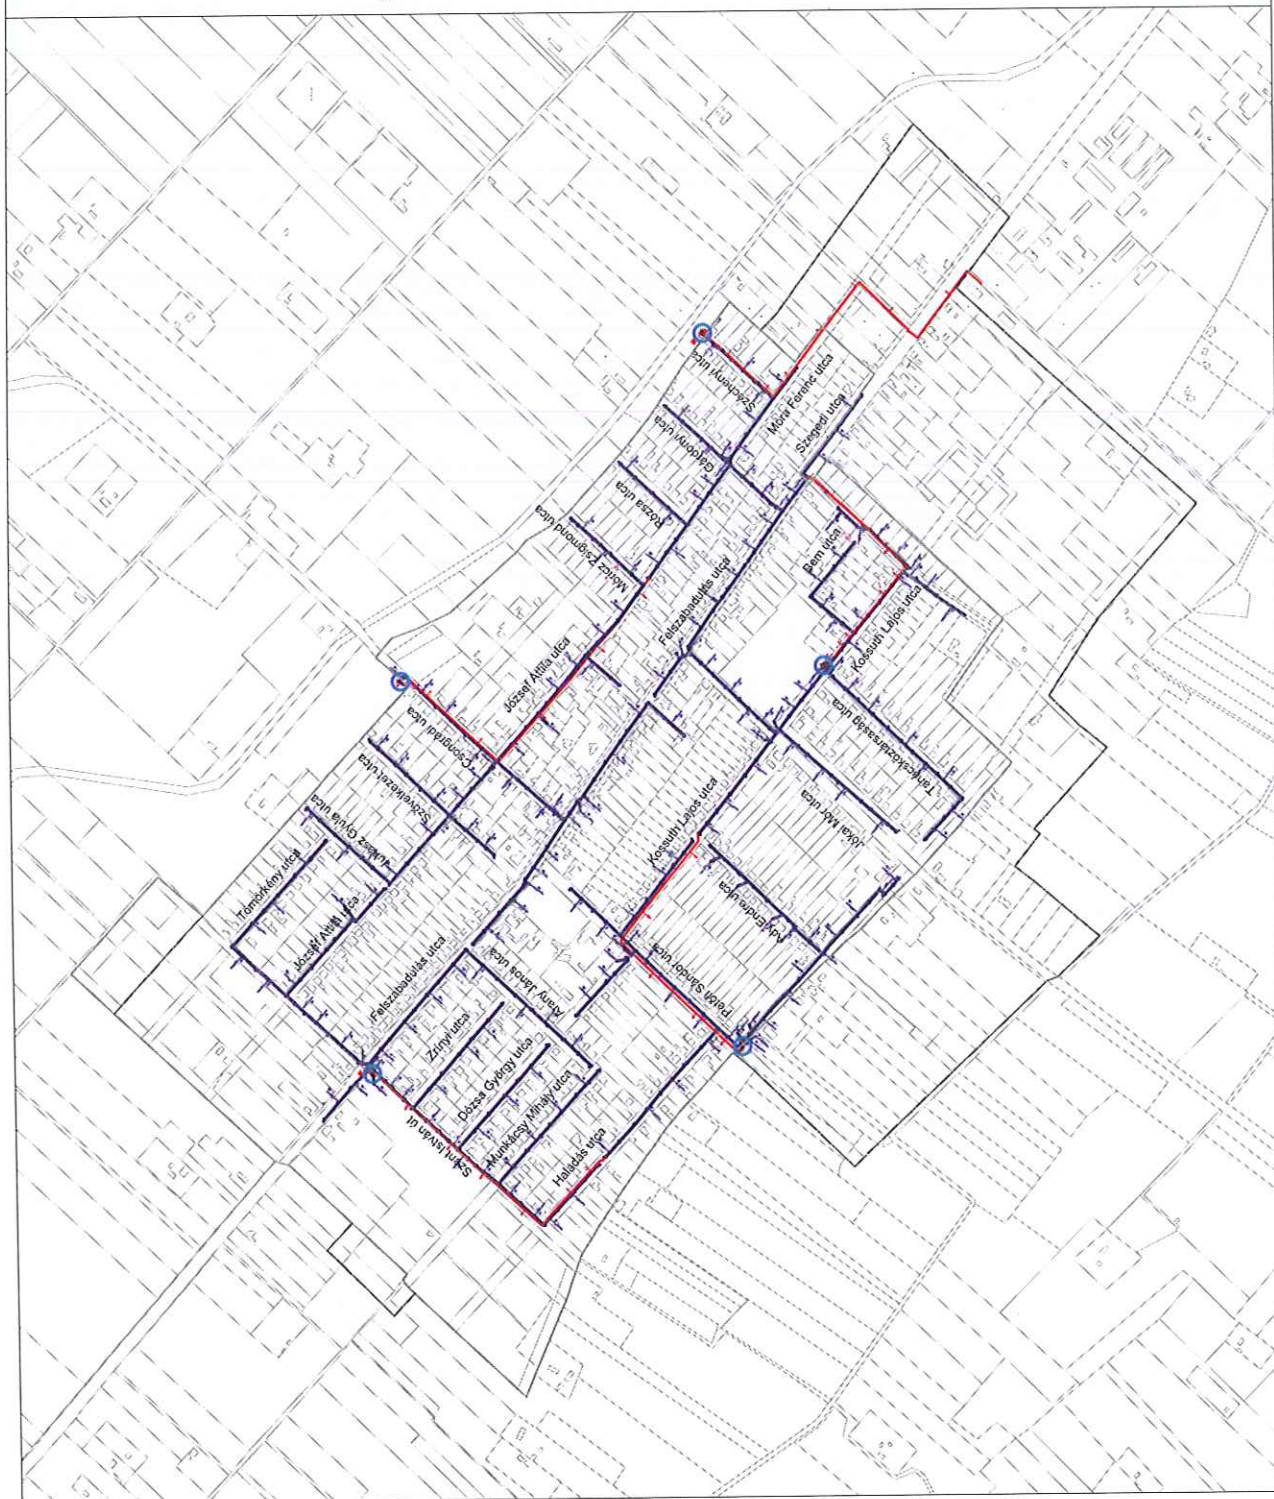 Széchenyi utca
Gárdonyi utca
Móra Ferenc utca
Szegedi utca
Rózsa utca
Móricz Zsigmond utca
Bem utca
Felszabadulás utca
Kossuth Lajos utca
József Attila utca
Csongrádi utca
Tanácsköztársaság utca
Szövetkezet utca
Jókai Mór utca
Kossuth Lajos utca
Juhász Gyula utca
Tömörkény utca
Ady Endre utca
József Attila utca
Felszabadulás utca
Arany János utca
Petőfi Sándor utca
Zrínyi utca
Dózsa György utca
Munkácsy Mihály utca
Szent István út
Haladás utca